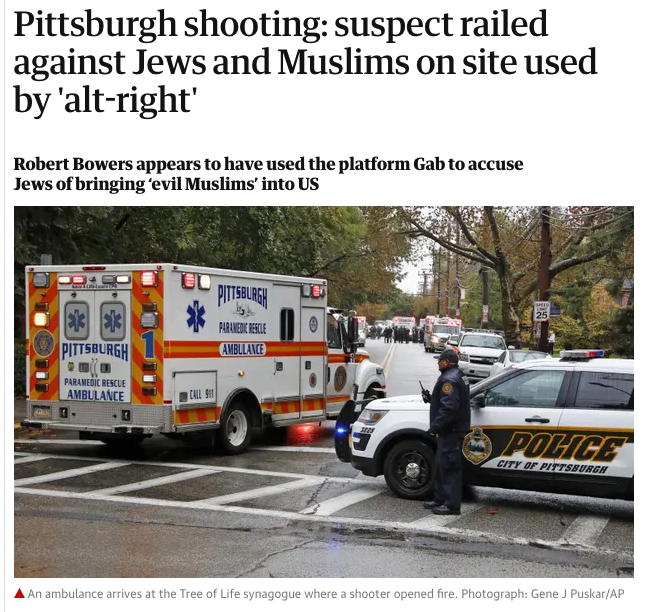 Pittsburgh shooting: suspect railed
against Jews and Muslims on site used
by 'alt-right'
Robert Bowers appears to have used the platform Gab to accuse
Jews of bringing ‘evil Muslims’ into US
PITTSBURGH
PARAMEDIC RESCUE
AMBULANCE
CALL 911
PITTSBURGH
1
PARAMEDIC RESCUE
AMBULANCE
SPEED
LIMIT
25
POLICE
CITY OF PITTSBURGH
An ambulance arrives at the Tree of Life synagogue where a shooter opened fire. Photograph: Gene J Puskar/AP